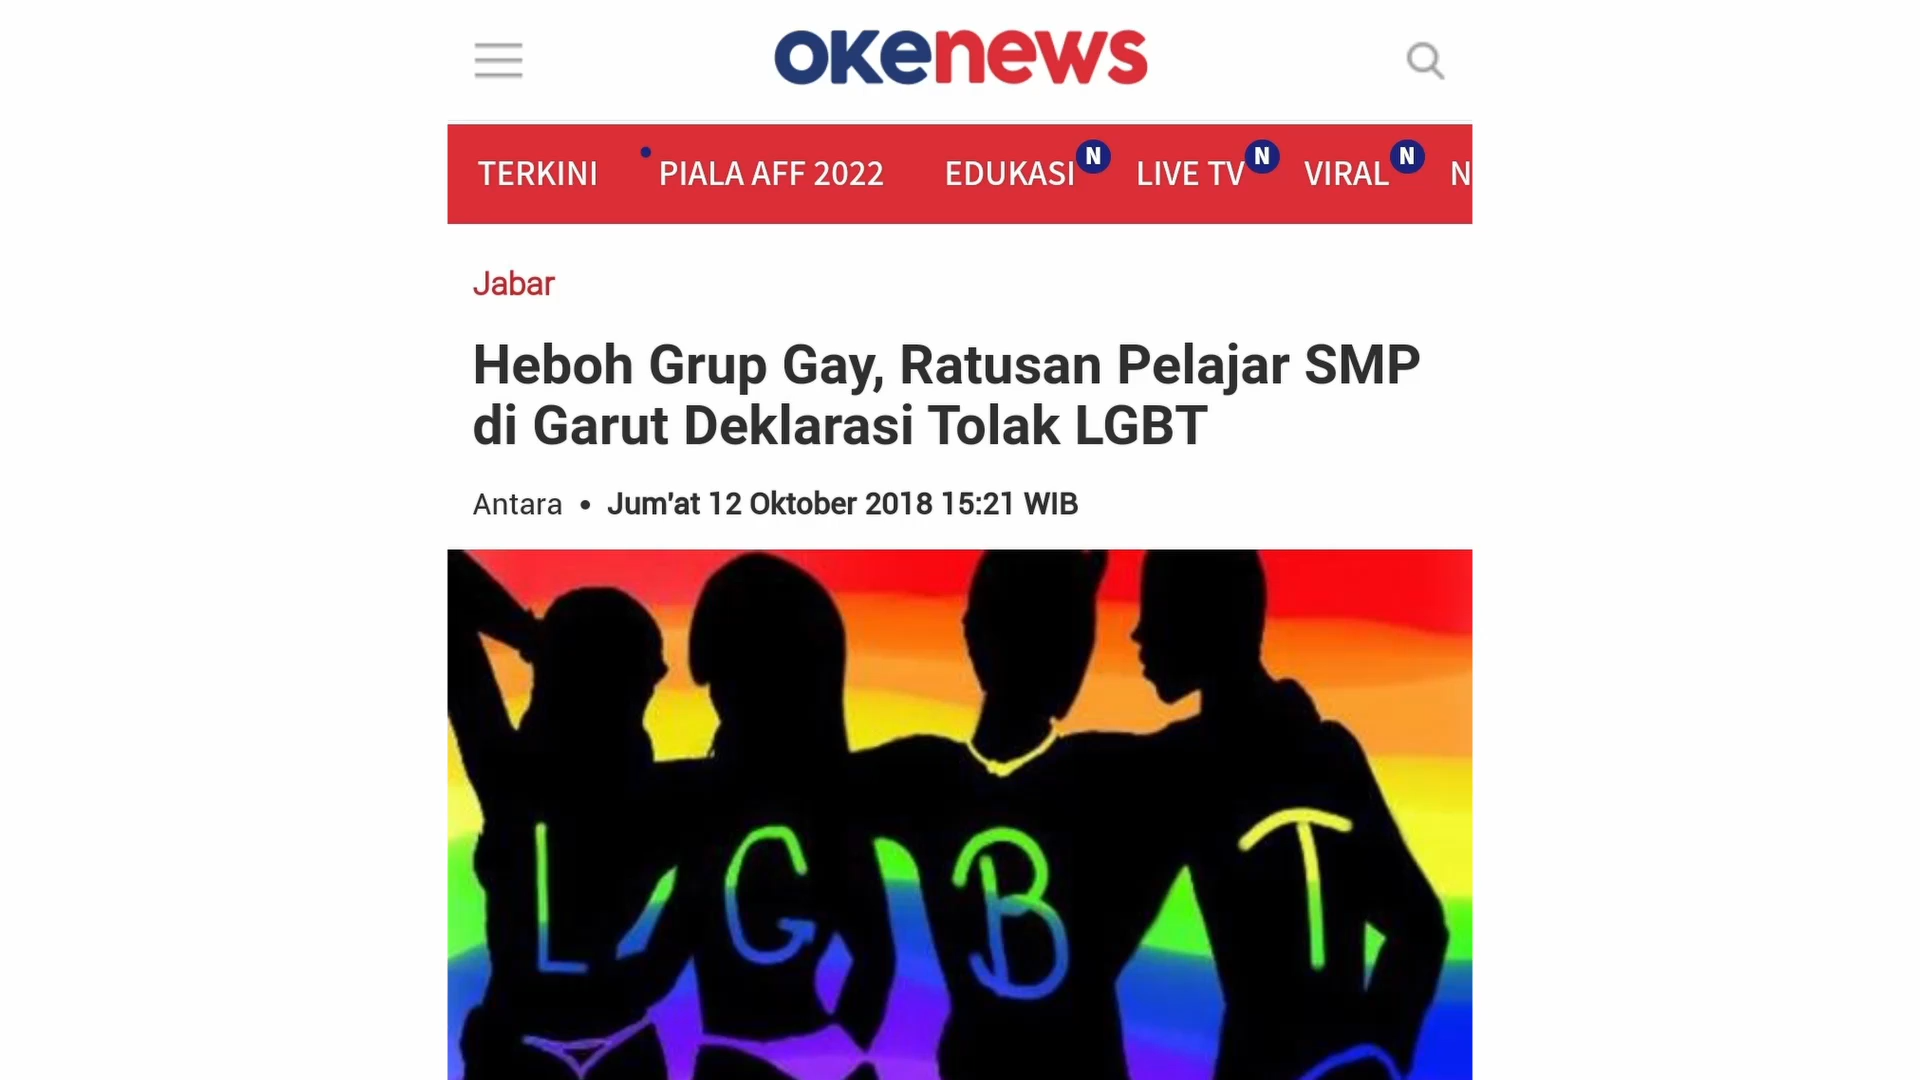 okenews
TERKINI PIALA AFF 2022 EDUKASI N LIVE TV N VIRAL N N
Jabar
Heboh Grup Gay, Ratusan Pelajar SMP
di Garut Deklarasi Tolak LGBT
Antara • Jum'at 12 Oktober 2018 15:21 WIB
L G B T